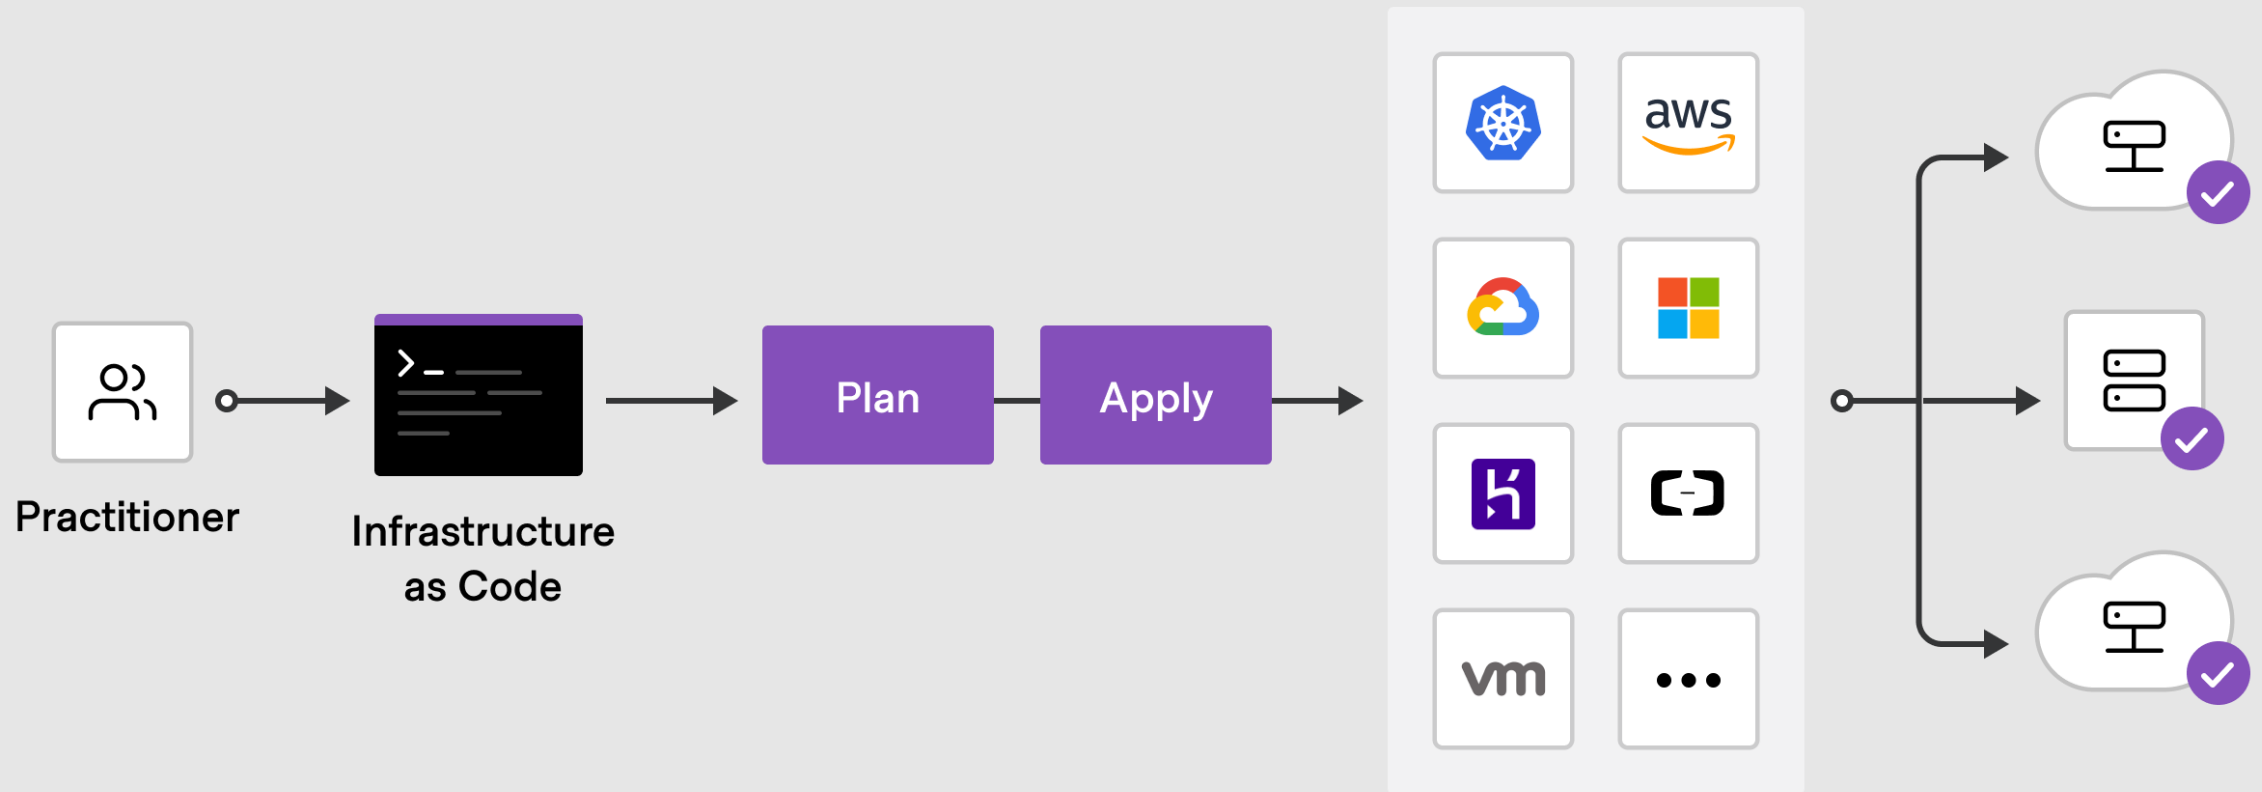 Practitioner
Infrastructure
as Code
Plan
Apply
aws
vm